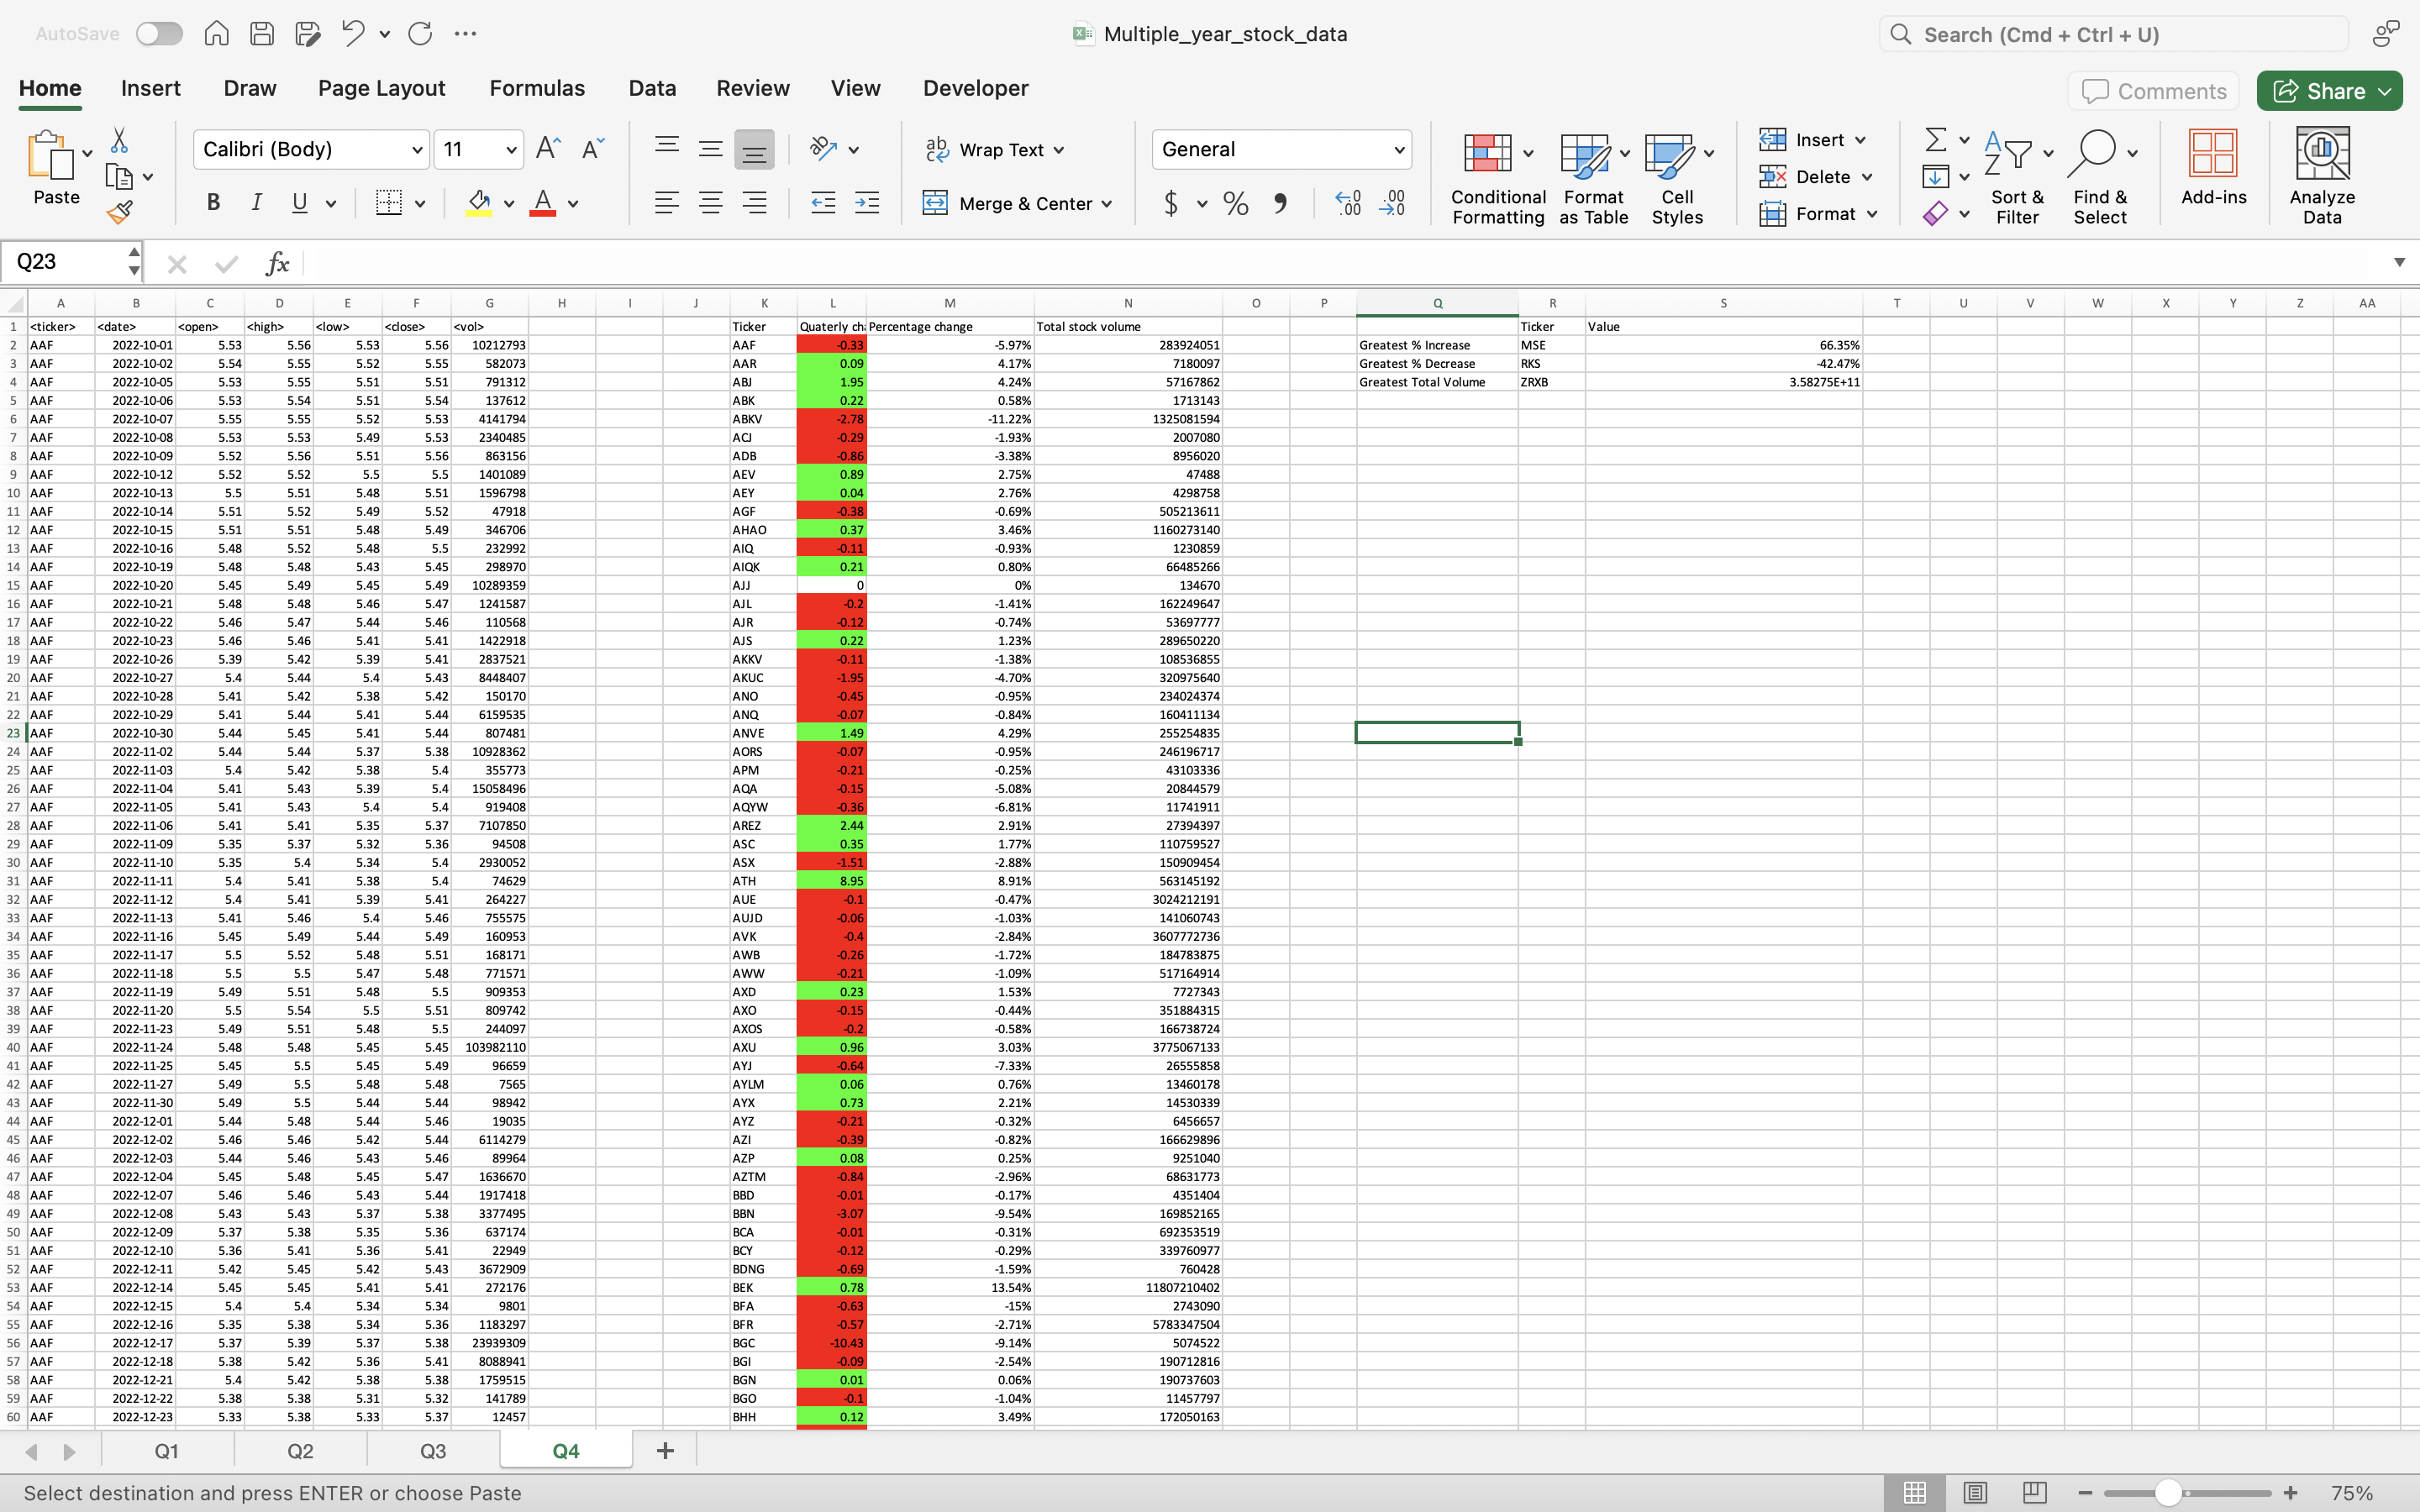 AutoSave
Multiple_year_stock_data
Search (Cmd + Ctrl + U)
Home Insert Draw Page Layout Formulas Data Review View Developer
Comments Share
Paste
Calibri (Body) 11
Wrap Text
Merge & Center
General
Conditional Formatting
Format as Table
Cell Styles
Insert
Delete
Format
Sort & Filter
Find & Select
Add-ins
Analyze Data
Q23
fx
A B C D E F G H I J K L M N O P Q R S T U V W X Y Z AA
1 <ticker> <date> <open> <high> <low> <close> <vol> Ticker Quaterly ch Percentage change Total stock volume Ticker Value
2 AAF 2022-10-01 5.53 5.56 5.53 5.56 10212793 AAF -0.33 -5.97% 283924051 Greatest % Increase MSE 66.35%
3 AAF 2022-10-02 5.54 5.55 5.52 5.55 582073 AAR 0.09 4.17% 7180097 Greatest % Decrease RKS -42.47%
4 AAF 2022-10-05 5.53 5.55 5.51 5.51 791312 ABJ 1.95 4.24% 57167862 Greatest Total Volume ZRXB 3.58275E+11
5 AAF 2022-10-06 5.53 5.54 5.51 5.54 137612 ABK 0.22 0.58% 1713143
6 AAF 2022-10-07 5.55 5.55 5.52 5.53 4141794 ABKV -2.78 -11.22% 1325081594
7 AAF 2022-10-08 5.53 5.53 5.49 5.53 2340485 ACJ -0.29 -1.93% 2007080
8 AAF 2022-10-09 5.52 5.56 5.51 5.56 863156 ADB -0.86 -3.38% 8956020
9 AAF 2022-10-12 5.52 5.52 5.5 5.5 1401089 AEV 0.89 2.75% 47488
10 AAF 2022-10-13 5.5 5.51 5.48 5.51 1596798 AEY 0.04 2.76% 4298758
11 AAF 2022-10-14 5.51 5.52 5.49 5.52 47918 AGF -0.38 -0.69% 505213611
12 AAF 2022-10-15 5.51 5.51 5.48 5.49 346706 AHAO 0.37 3.46% 1160273140
13 AAF 2022-10-16 5.48 5.52 5.48 5.5 232992 AIQ -0.11 -0.93% 1230859
14 AAF 2022-10-19 5.48 5.48 5.43 5.45 298970 AIQK 0.21 0.80% 66485266
15 AAF 2022-10-20 5.45 5.49 5.45 5.49 10289359 AJJ 0 0% 134670
16 AAF 2022-10-21 5.48 5.48 5.46 5.47 1241587 AJL -0.2 -1.41% 162249647
17 AAF 2022-10-22 5.46 5.47 5.44 5.46 110568 AJR -0.12 -0.74% 53697777
18 AAF 2022-10-23 5.46 5.46 5.41 5.41 1422918 AJS 0.22 1.23% 289650220
19 AAF 2022-10-26 5.39 5.42 5.39 5.41 2837521 AKKV -0.11 -1.38% 108536855
20 AAF 2022-10-27 5.4 5.44 5.4 5.43 8448407 AKUC -1.95 -4.70% 320975640
21 AAF 2022-10-28 5.41 5.42 5.38 5.42 150170 ANO -0.45 -0.95% 234024374
22 AAF 2022-10-29 5.41 5.44 5.41 5.44 6159535 ANQ -0.07 -0.84% 160411134
23 AAF 2022-10-30 5.44 5.45 5.41 5.44 807481 ANVE 1.49 4.29% 255254835
24 AAF 2022-11-02 5.44 5.44 5.37 5.38 10928362 AORS -0.07 -0.95% 246196717
25 AAF 2022-11-03 5.4 5.42 5.38 5.4 355773 APM -0.21 -0.25% 43103336
26 AAF 2022-11-04 5.41 5.43 5.39 5.4 15058496 AQA -0.15 -5.08% 20844579
27 AAF 2022-11-05 5.41 5.43 5.4 5.4 919408 AQYW -0.36 -6.81% 11741911
28 AAF 2022-11-06 5.41 5.41 5.35 5.37 7107850 AREZ 2.44 2.91% 27394397
29 AAF 2022-11-09 5.35 5.37 5.32 5.36 94508 ASC 0.35 1.77% 110759527
30 AAF 2022-11-10 5.35 5.4 5.34 5.4 2930052 ASX -1.51 -2.88% 150909454
31 AAF 2022-11-11 5.4 5.41 5.38 5.4 74629 ATH 8.95 8.91% 563145192
32 AAF 2022-11-12 5.4 5.41 5.39 5.41 264227 AUE -0.1 -0.47% 3024212191
33 AAF 2022-11-13 5.41 5.46 5.4 5.46 755575 AUJD -0.06 -1.03% 141060743
34 AAF 2022-11-16 5.45 5.49 5.44 5.49 160953 AVK -0.4 -2.84% 3607772736
35 AAF 2022-11-17 5.5 5.52 5.48 5.51 168171 AWB -0.26 -1.72% 184783875
36 AAF 2022-11-18 5.5 5.5 5.47 5.48 771571 AWW -0.21 -1.09% 517164914
37 AAF 2022-11-19 5.49 5.51 5.48 5.5 909353 AXD 0.23 1.53% 7727343
38 AAF 2022-11-20 5.5 5.54 5.5 5.51 809742 AXO -0.15 -0.44% 351884315
39 AAF 2022-11-23 5.49 5.51 5.48 5.5 244097 AXOS -0.2 -0.58% 166738724
40 AAF 2022-11-24 5.48 5.48 5.45 5.45 103982110 AXU 0.96 3.03% 3775067133
41 AAF 2022-11-25 5.45 5.5 5.45 5.49 96659 AYJ -0.64 -7.33% 26555858
42 AAF 2022-11-27 5.49 5.5 5.48 5.48 7565 AYLM 0.06 0.76% 13460178
43 AAF 2022-11-30 5.49 5.5 5.44 5.44 98942 AYX 0.73 2.21% 14530339
44 AAF 2022-12-01 5.44 5.48 5.44 5.46 19035 AYZ -0.21 -0.32% 6456657
45 AAF 2022-12-02 5.46 5.46 5.42 5.44 6114279 AZI -0.39 -0.82% 166629896
46 AAF 2022-12-03 5.44 5.46 5.43 5.46 89964 AZP 0.08 0.25% 9251040
47 AAF 2022-12-04 5.45 5.48 5.45 5.47 1636670 AZTM -0.84 -2.96% 68631773
48 AAF 2022-12-07 5.46 5.46 5.43 5.44 1917418 BBD -0.01 -0.17% 4351404
49 AAF 2022-12-08 5.43 5.43 5.37 5.38 3377495 BBN -3.07 -9.54% 169852165
50 AAF 2022-12-09 5.37 5.38 5.35 5.36 637174 BCA -0.01 -0.31% 692353519
51 AAF 2022-12-10 5.36 5.41 5.36 5.41 22949 BCY -0.12 -0.29% 339760977
52 AAF 2022-12-11 5.42 5.45 5.42 5.43 3672909 BDNG -0.69 -1.59% 760428
53 AAF 2022-12-14 5.45 5.45 5.41 5.41 272176 BEK 0.78 13.54% 11807210402
54 AAF 2022-12-15 5.4 5.4 5.34 5.34 9801 BFA -0.63 -15% 2743090
55 AAF 2022-12-16 5.35 5.38 5.34 5.36 1183297 BFR -0.57 -2.71% 5783347504
56 AAF 2022-12-17 5.37 5.39 5.37 5.38 23939309 BGC -10.43 -9.14% 5074522
57 AAF 2022-12-18 5.38 5.42 5.36 5.41 8088941 BGI -0.09 -2.54% 190712816
58 AAF 2022-12-21 5.4 5.42 5.38 5.38 1759515 BGN 0.01 0.06% 190737603
59 AAF 2022-12-22 5.38 5.38 5.31 5.32 141789 BGO -0.1 -1.04% 11457797
60 AAF 2022-12-23 5.33 5.38 5.33 5.37 12457 BHH 0.12 3.49% 172050163
Q1 Q2 Q3 Q4
Select destination and press ENTER or choose Paste
75%